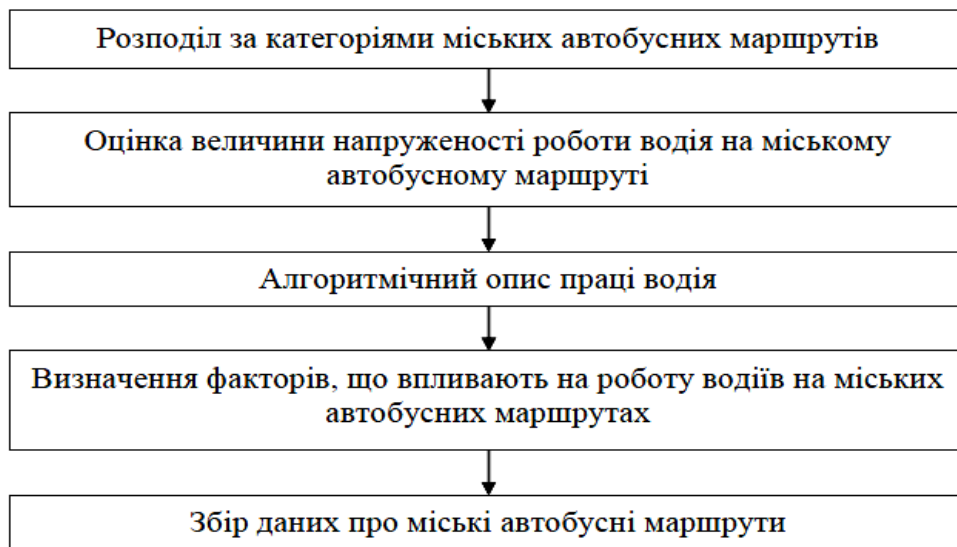 Розподіл за категоріями міських автобусних маршрутів
Оцінка величини напруженості роботи водія на міському
автобусному маршруті
Алгоритмічний опис праці водія
Визначення факторів, що впливають на роботу водіїв на міських
автобусних маршрутах
Збір даних про міські автобусні маршрути